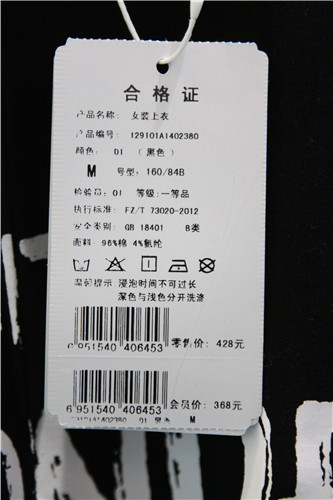 合格证
产品名称: 女装上衣
产品编号: 129101A1402380
颜色: 01 (黑色)
M 号型: 160/84B
检验员: 01 等级: 一等品
执行标准: FZ/T 73020-2012
安全类别: GB 18401 B类
面料: 96%棉 4%氨纶
温馨提示: 浸泡时间不可过长
深色与浅色分开洗涤
6 951540 406453 零售价: 428元
6 951540 406453 会员价: 368元
129101A1402380 01 黑色 M